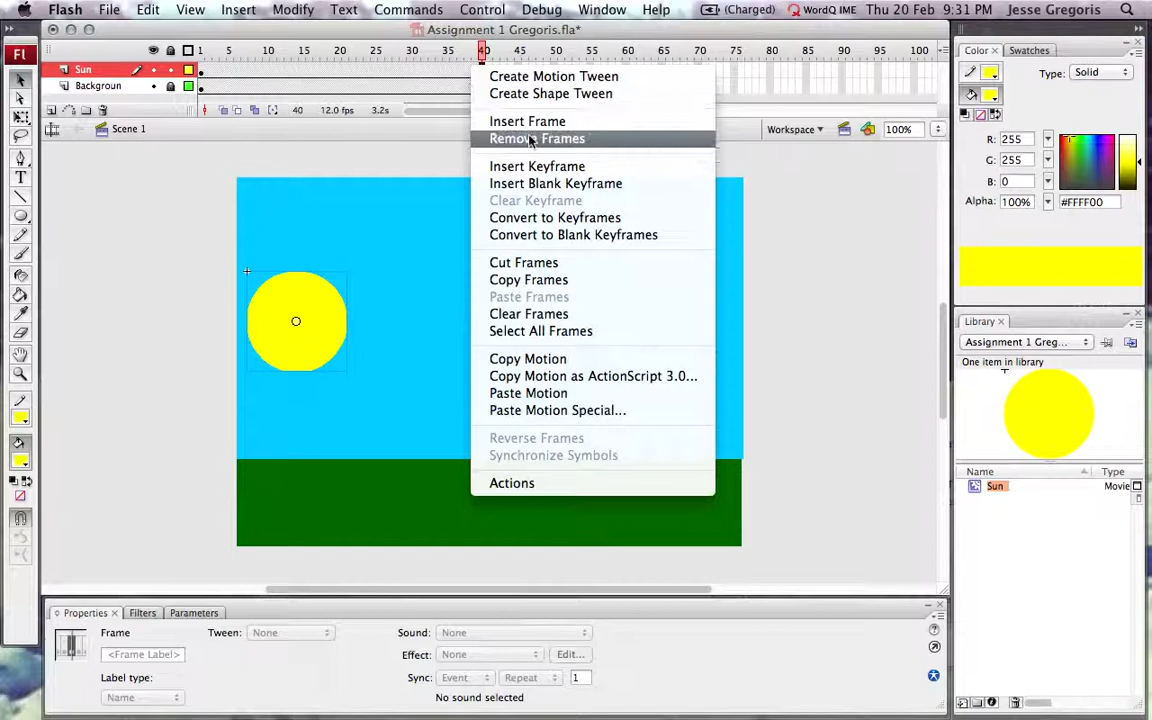 Flash File Edit View Insert Modify Text Commands Control Debug Window Help (Charged) WordQ IME Thu 20 Feb 9:31 PM Jesse Gregoris
Assignment 1 Gregoris.fla*
Fl
1 5 10 15 20 25 30 35 40 45 50 55 60 65 70 75 80 85 90 95 100
Sun
Backgroun
40 12.0 fps 3.2s
Scene 1
Workspace 100%
Create Motion Tween
Create Shape Tween
Insert Frame
Remove Frames
Insert Keyframe
Insert Blank Keyframe
Clear Keyframe
Convert to Keyframes
Convert to Blank Keyframes
Cut Frames
Copy Frames
Paste Frames
Clear Frames
Select All Frames
Copy Motion
Copy Motion as ActionScript 3.0...
Paste Motion
Paste Motion Special...
Reverse Frames
Synchronize Symbols
Actions
Color Swatches
Type: Solid
R: 255
G: 255
B: 0
Alpha: 100% #FFFF00
Library
Assignment 1 Greg...
One item in library
Name Type
Sun Movie
Properties Filters Parameters
Frame Tween: None Sound: None
<Frame Label> Effect: None Edit...
Label type: Sync: Event Repeat 1
Name No sound selected